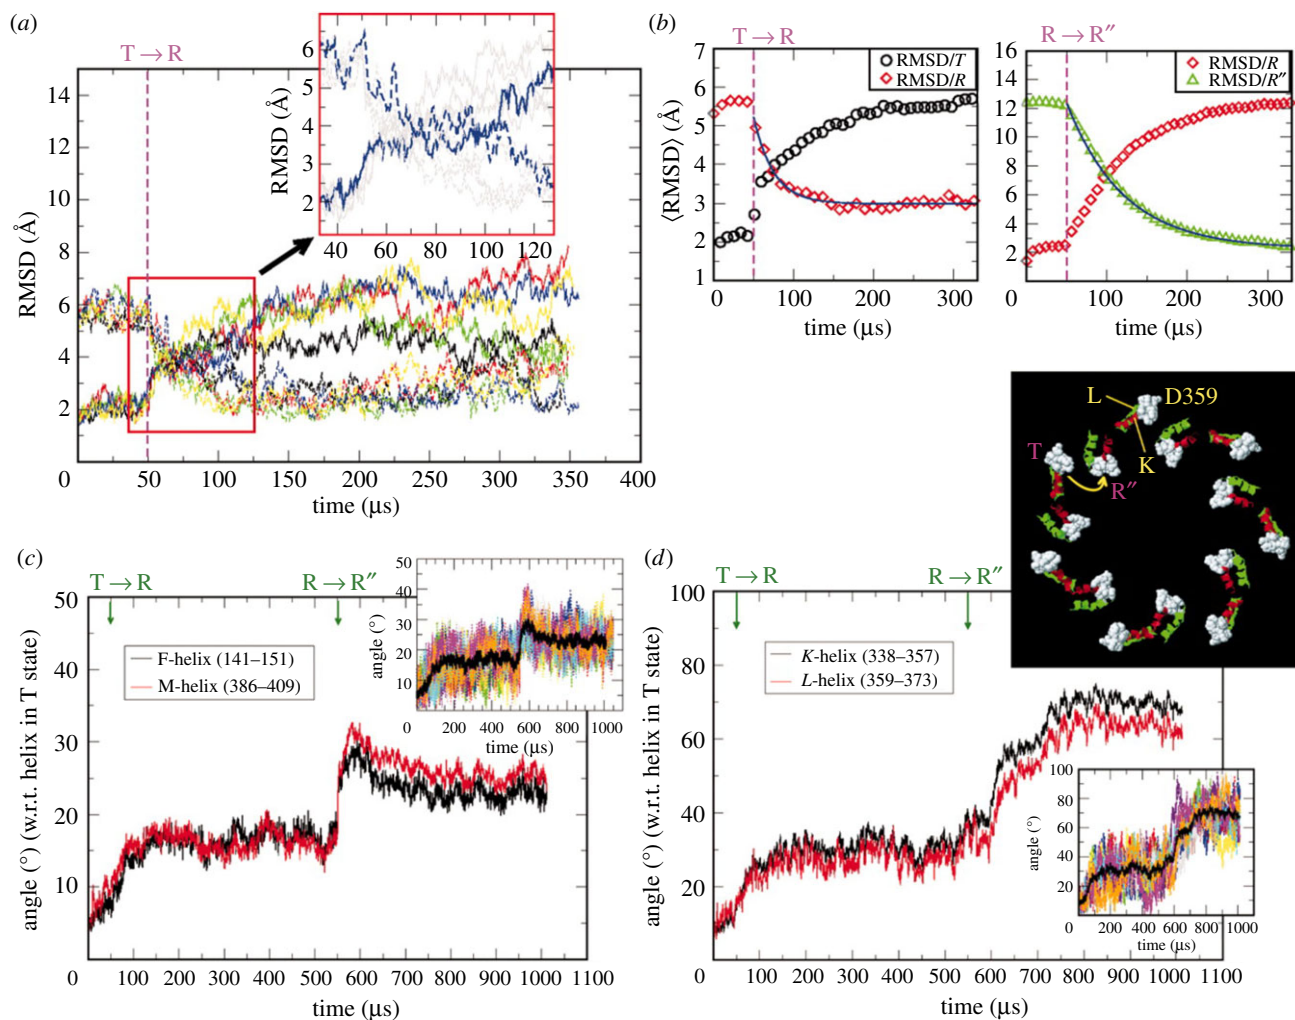 (a)
T → R
RMSD (Å)
14
12
10
8
6
4
2
0
0 50 100 150 200 250 300 350 400
time (μs)
RMSD (Å)
6
5
4
3
2
40 60 80 100 120
(b)
T → R
RMSD/T
RMSD/R
⟨RMSD⟩ (Å)
7
6
5
4
3
2
1
0 100 200 300
time (μs)
R → R″
RMSD/R
RMSD/R″
16
14
12
10
8
6
4
2
0 100 200 300
time (μs)
L
D359
T
K
R″
(c)
T → R
R → R″
angle (°) (w.r.t. helix in T state)
50
40
30
20
10
0 100 200 300 400 500 600 700 800 900 1000 1100
time (μs)
F-helix (141–151)
M-helix (386–409)
angle (°)
50
40
30
20
10
0 200 400 600 800 1000
time (μs)
(d)
T → R
R → R″
angle (°) (w.r.t. helix in T state)
100
80
60
40
20
0
0 100 200 300 400 500 600 700 800 900 1000 1100
time (μs)
K-helix (338–357)
L-helix (359–373)
angle (°)
100
80
60
40
20
0 200 400 600 800 1000
time (μs)